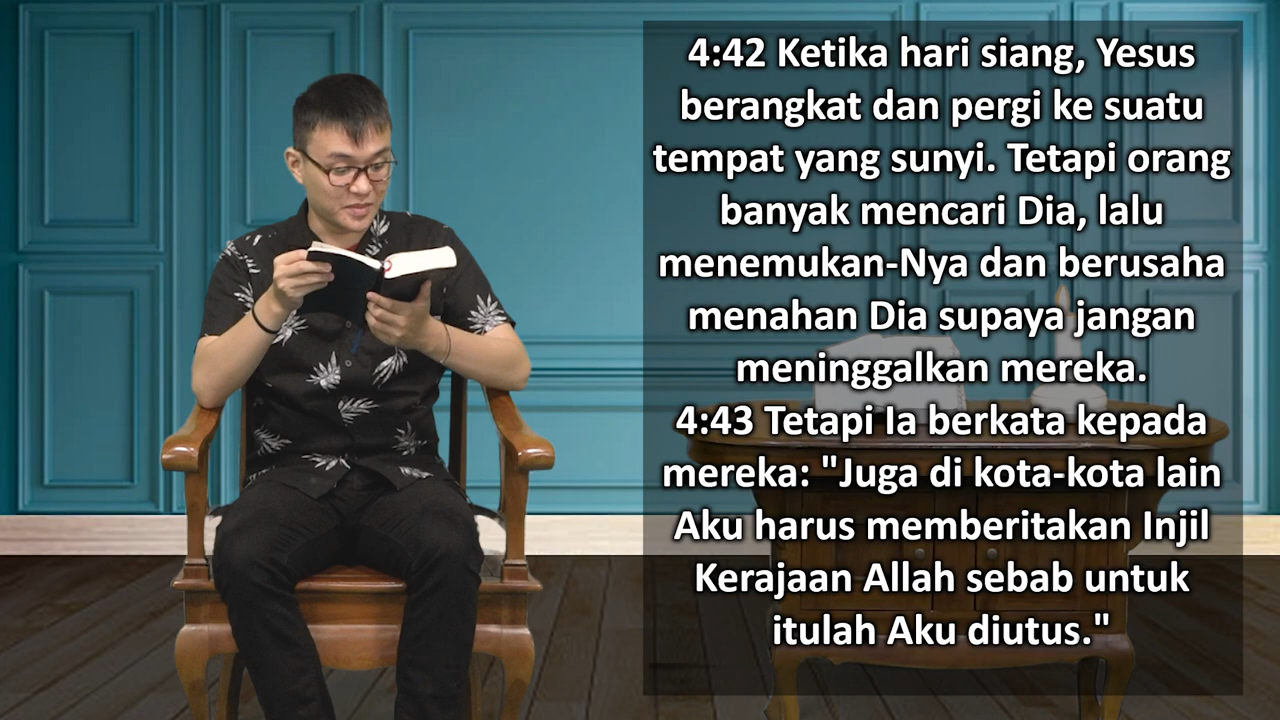 4:42 Ketika hari siang, Yesus
berangkat dan pergi ke suatu
tempat yang sunyi. Tetapi orang
banyak mencari Dia, lalu
menemukan-Nya dan berusaha
menahan Dia supaya jangan
meninggalkan mereka.
4:43 Tetapi Ia berkata kepada
mereka: "Juga di kota-kota lain
Aku harus memberitakan Injil
Kerajaan Allah sebab untuk
itulah Aku diutus."